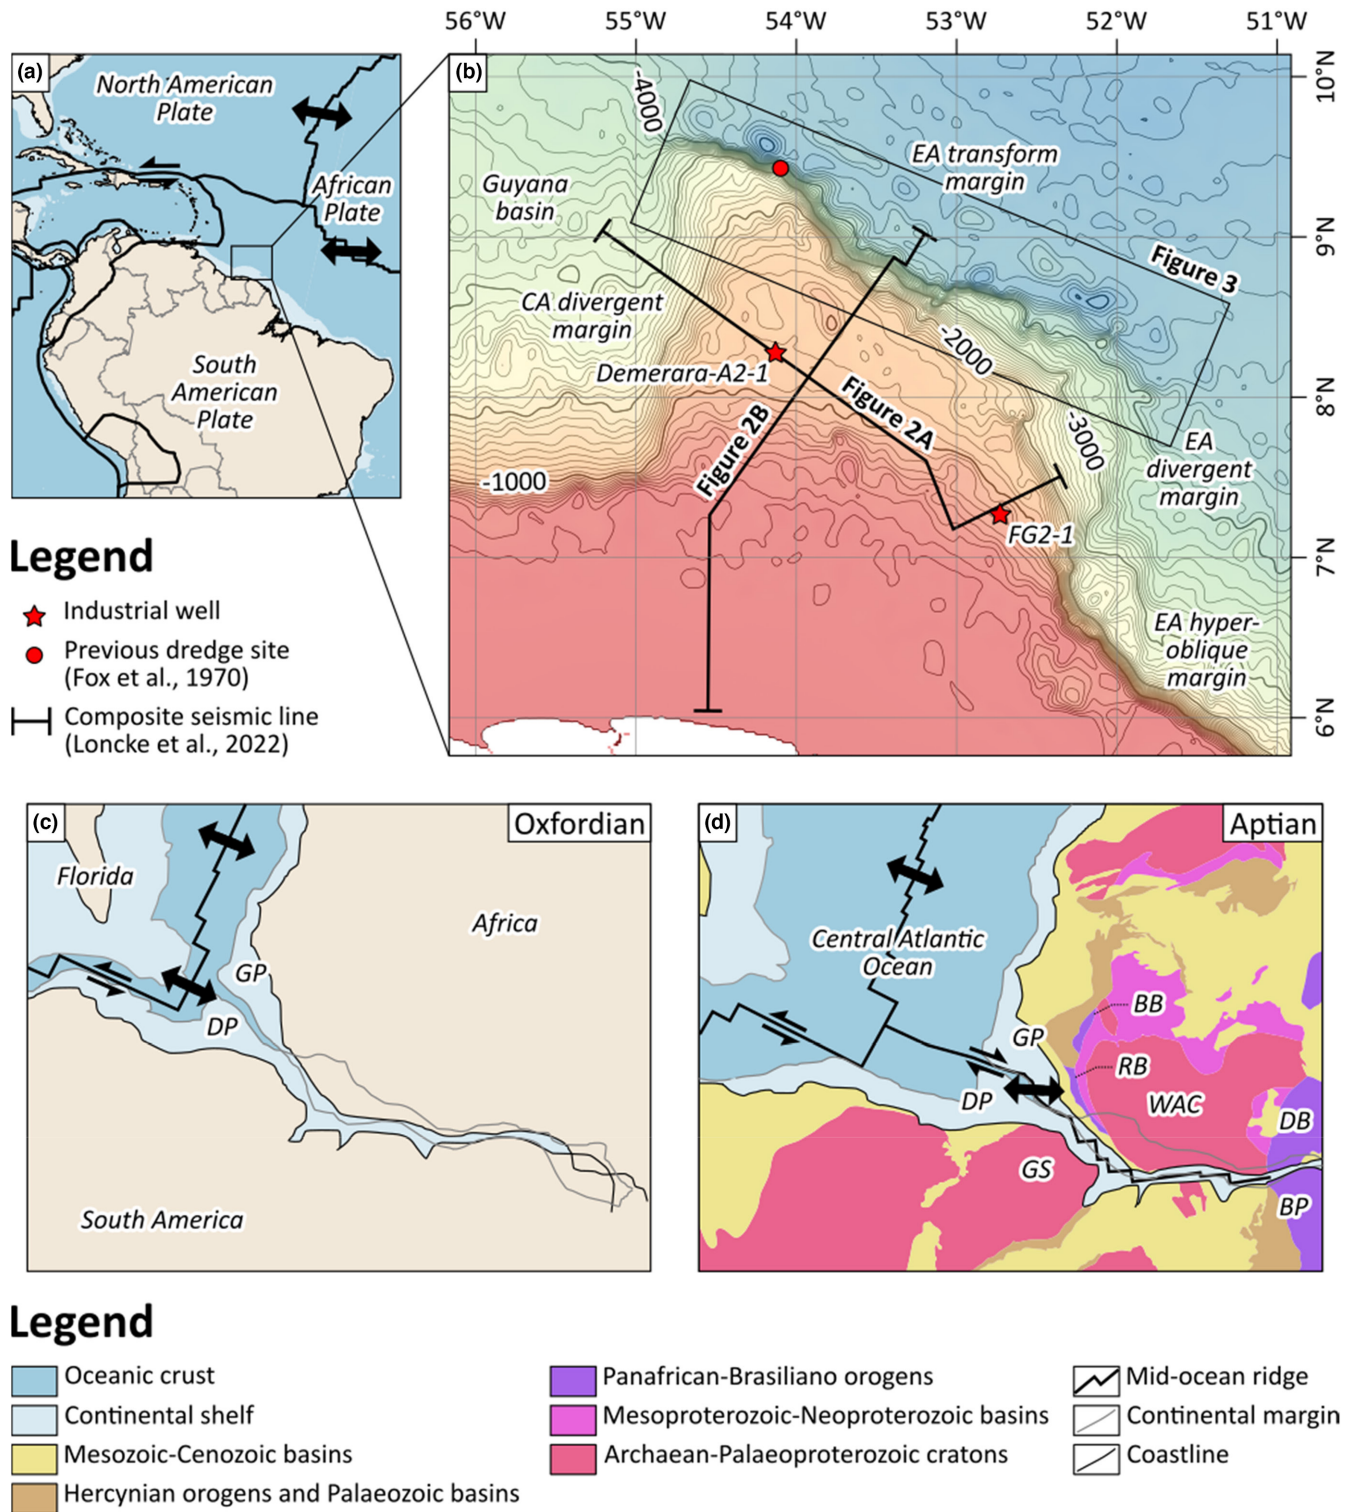 56°W 55°W 54°W 53°W 52°W 51°W
(a)
North American
Plate
African
Plate
South
American
Plate
(b)
-4000
EA transform
margin
Guyana
basin
Figure 3
CA divergent
margin
-2000
Demerara-A2-1
Figure 2A
Figure 2B
-3000
EA
divergent
margin
-1000
FG2-1
EA hyper-
oblique
margin
10°N
9°N
8°N
7°N
6°N
Legend
Industrial well
Previous dredge site
(Fox et al., 1970)
Composite seismic line
(Loncke et al., 2022)
(c)
Oxfordian
Florida
Africa
GP
DP
South America
(d)
Aptian
Central Atlantic
Ocean
BB
GP
RB
DP
WAC
DB
GS
BP
Legend
Oceanic crust
Continental shelf
Mesozoic-Cenozoic basins
Hercynian orogens and Palaeozoic basins
Panafrican-Brasiliano orogens
Mesoproterozoic-Neoproterozoic basins
Archaean-Palaeoproterozoic cratons
Mid-ocean ridge
Continental margin
Coastline